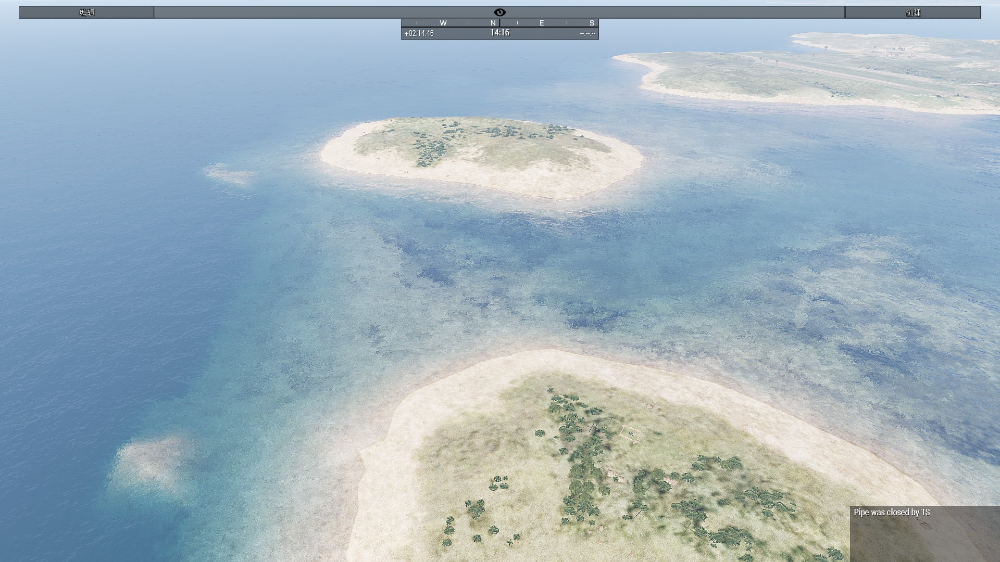 编辑
创建
W N E S
+02:14:46 14:16 --:--:--
Pipe was closed by TS